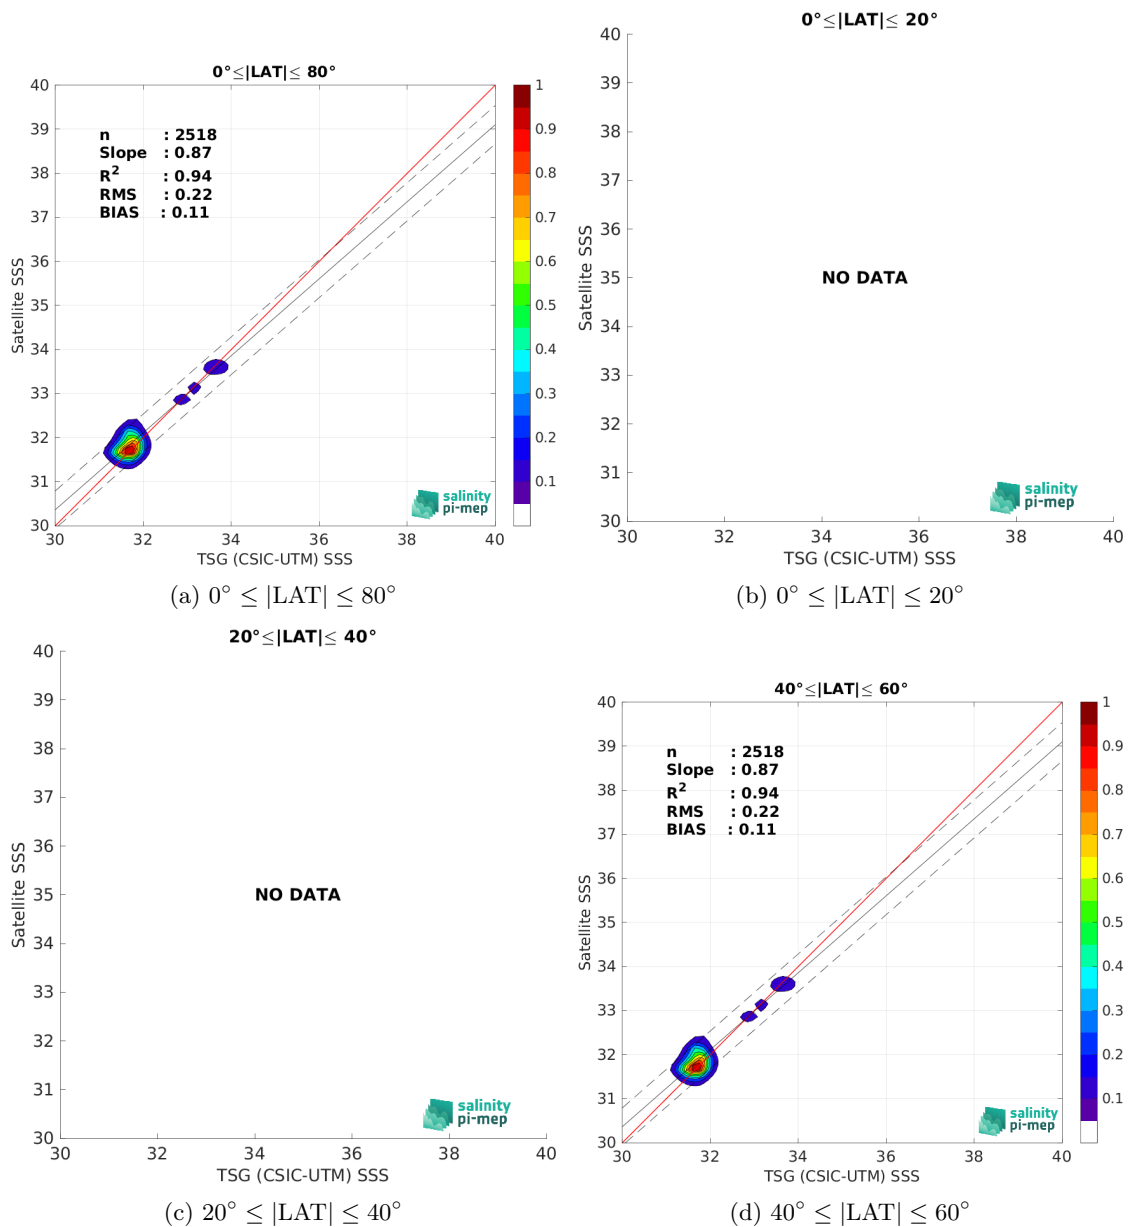 0°≤|LAT|≤ 80°
40
39
38
37
36
35
34
33
32
31
30
30
32
34
36
38
40
Satellite SSS
TSG (CSIC-UTM) SSS
n : 2518
Slope : 0.87
R² : 0.94
RMS : 0.22
BIAS : 0.11
1
0.9
0.8
0.7
0.6
0.5
0.4
0.3
0.2
0.1
salinity
pi-mep
(a) 0° ≤ |LAT| ≤ 80°
0°≤|LAT|≤ 20°
40
39
38
37
36
35
34
33
32
31
30
30
32
34
36
38
40
Satellite SSS
TSG (CSIC-UTM) SSS
NO DATA
salinity
pi-mep
(b) 0° ≤ |LAT| ≤ 20°
20°≤|LAT|≤ 40°
40
39
38
37
36
35
34
33
32
31
30
30
32
34
36
38
40
Satellite SSS
TSG (CSIC-UTM) SSS
NO DATA
salinity
pi-mep
(c) 20° ≤ |LAT| ≤ 40°
40°≤|LAT|≤ 60°
40
39
38
37
36
35
34
33
32
31
30
30
32
34
36
38
40
Satellite SSS
TSG (CSIC-UTM) SSS
n : 2518
Slope : 0.87
R² : 0.94
RMS : 0.22
BIAS : 0.11
1
0.9
0.8
0.7
0.6
0.5
0.4
0.3
0.2
0.1
salinity
pi-mep
(d) 40° ≤ |LAT| ≤ 60°